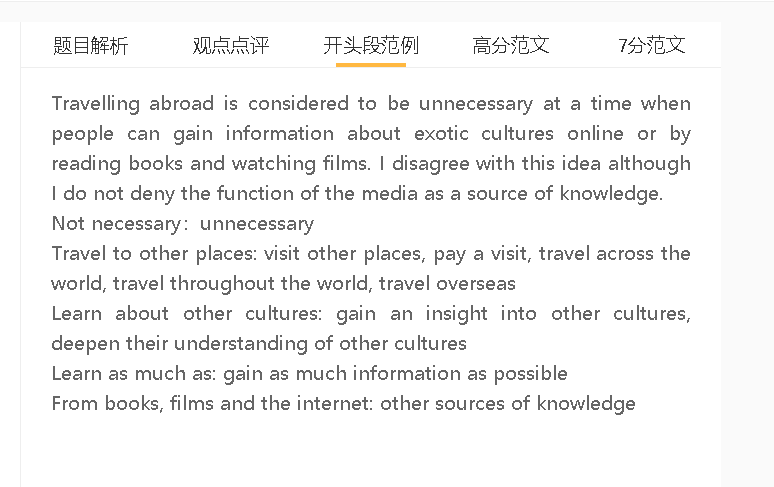 题目解析 观点点评 开头段范例 高分范文 7分范文
Travelling abroad is considered to be unnecessary at a time when
people can gain information about exotic cultures online or by
reading books and watching films. I disagree with this idea although
I do not deny the function of the media as a source of knowledge.
Not necessary：unnecessary
Travel to other places: visit other places, pay a visit, travel across the
world, travel throughout the world, travel overseas
Learn about other cultures: gain an insight into other cultures,
deepen their understanding of other cultures
Learn as much as: gain as much information as possible
From books, films and the internet: other sources of knowledge